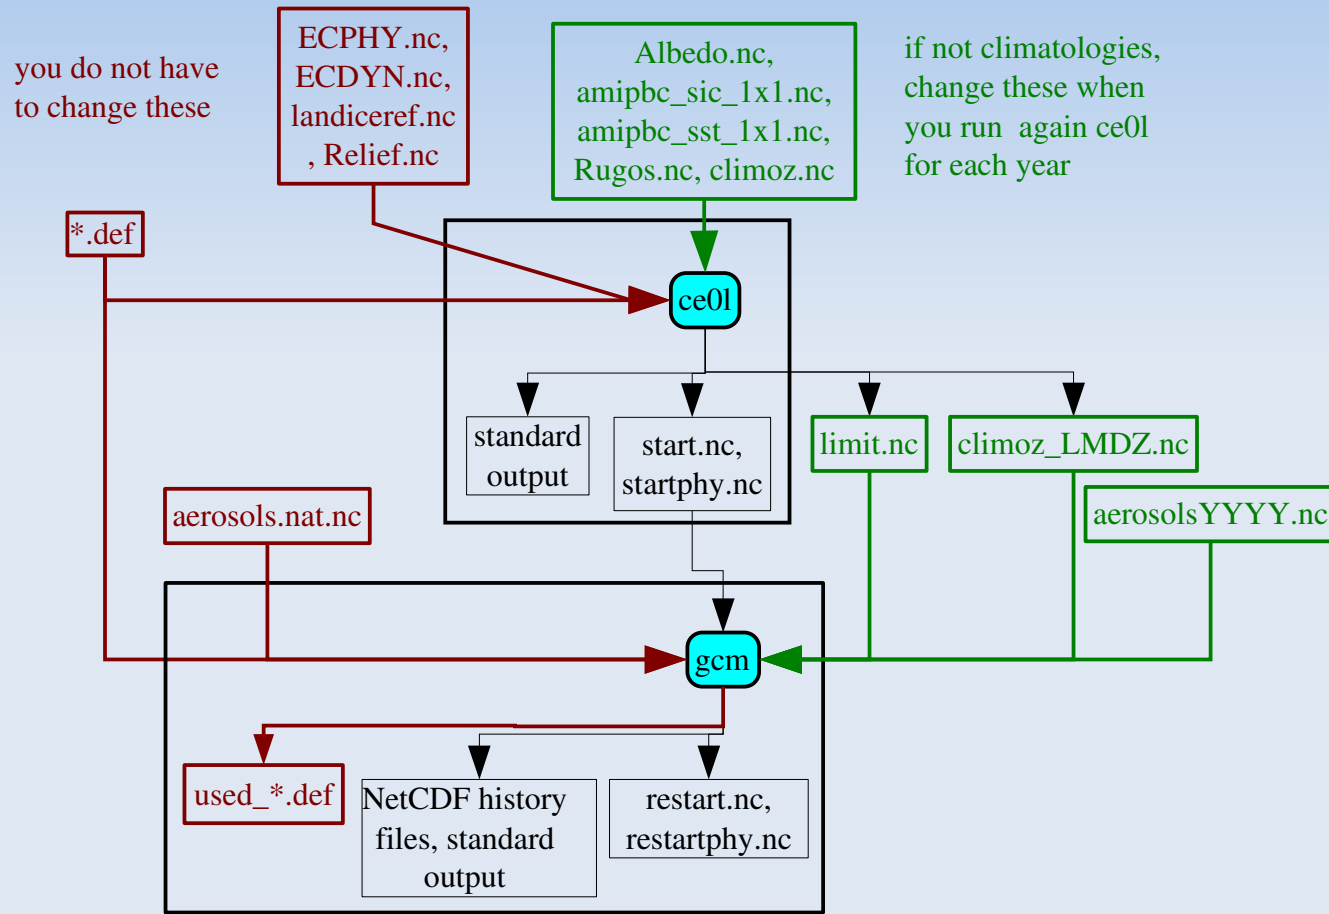 you do not have
to change these
ECPHY.nc,
ECDYN.nc,
landiceref.nc
, Relief.nc
Albedo.nc,
amipbc_sic_1x1.nc,
amipbc_sst_1x1.nc,
Rugos.nc, climoz.nc
if not climatologies,
change these when
you run again ce0l
for each year
*.def
ce0l
standard
output
start.nc,
startphy.nc
limit.nc
climoz_LMDZ.nc
aerosols.nat.nc
aerosolsYYYY.nc
gcm
used_*.def
NetCDF history
files, standard
output
restart.nc,
restartphy.nc